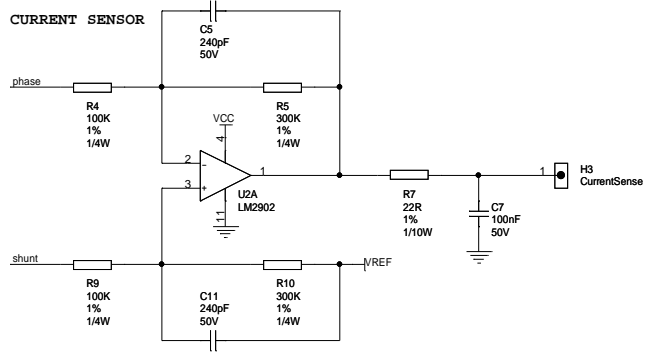 CURRENT SENSOR
C5
240pF
50V
phase
R4
100K
1%
1/4W
R5
300K
1%
1/4W
VCC
4
2
-
1
3
+
U2A
LM2902
11
R7
22R
1%
1/10W
C7
100nF
50V
1
H3
CurrentSense
shunt
R9
100K
1%
1/4W
R10
300K
1%
1/4W
VREF
C11
240pF
50V